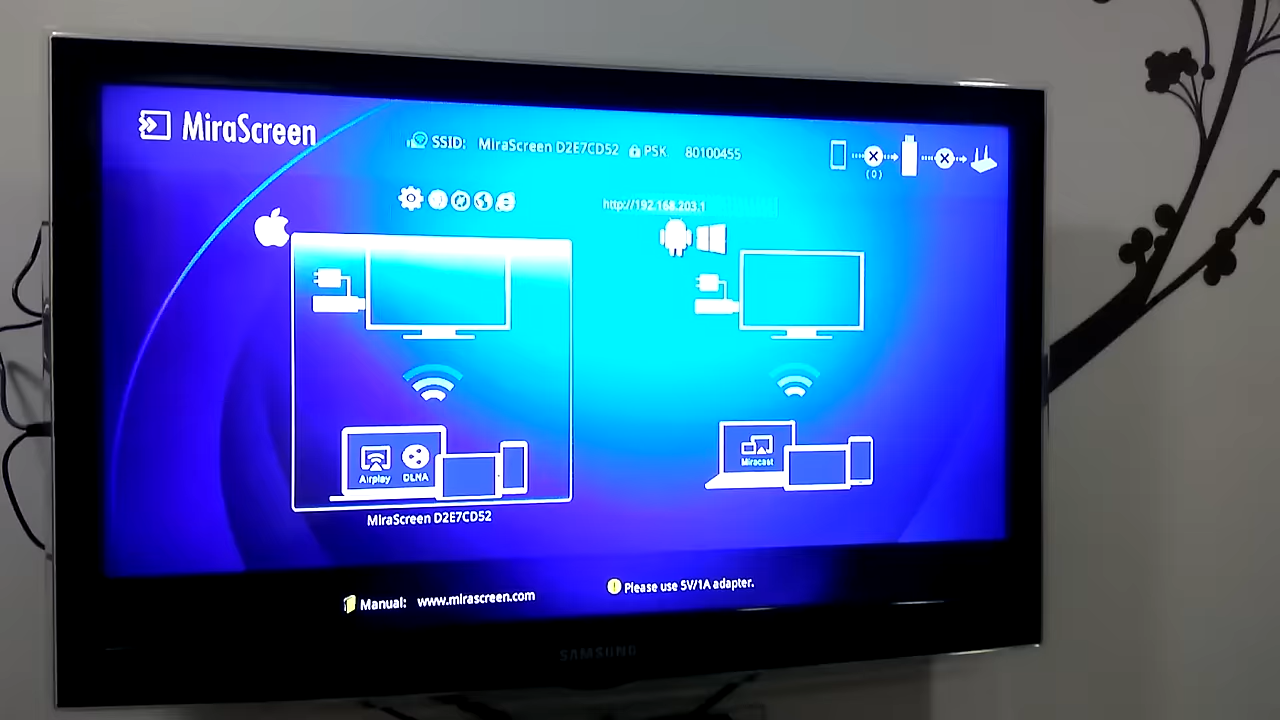 MiraScreen
SSID: MiraScreen D2E7CD52 PSK 80100455
(0)
http://192.168.203.1
Airplay DLNA
Miracast
MiraScreen D2E7CD52
Manual: www.mirascreen.com
Please use 5V/1A adapter.
SAMSUNG